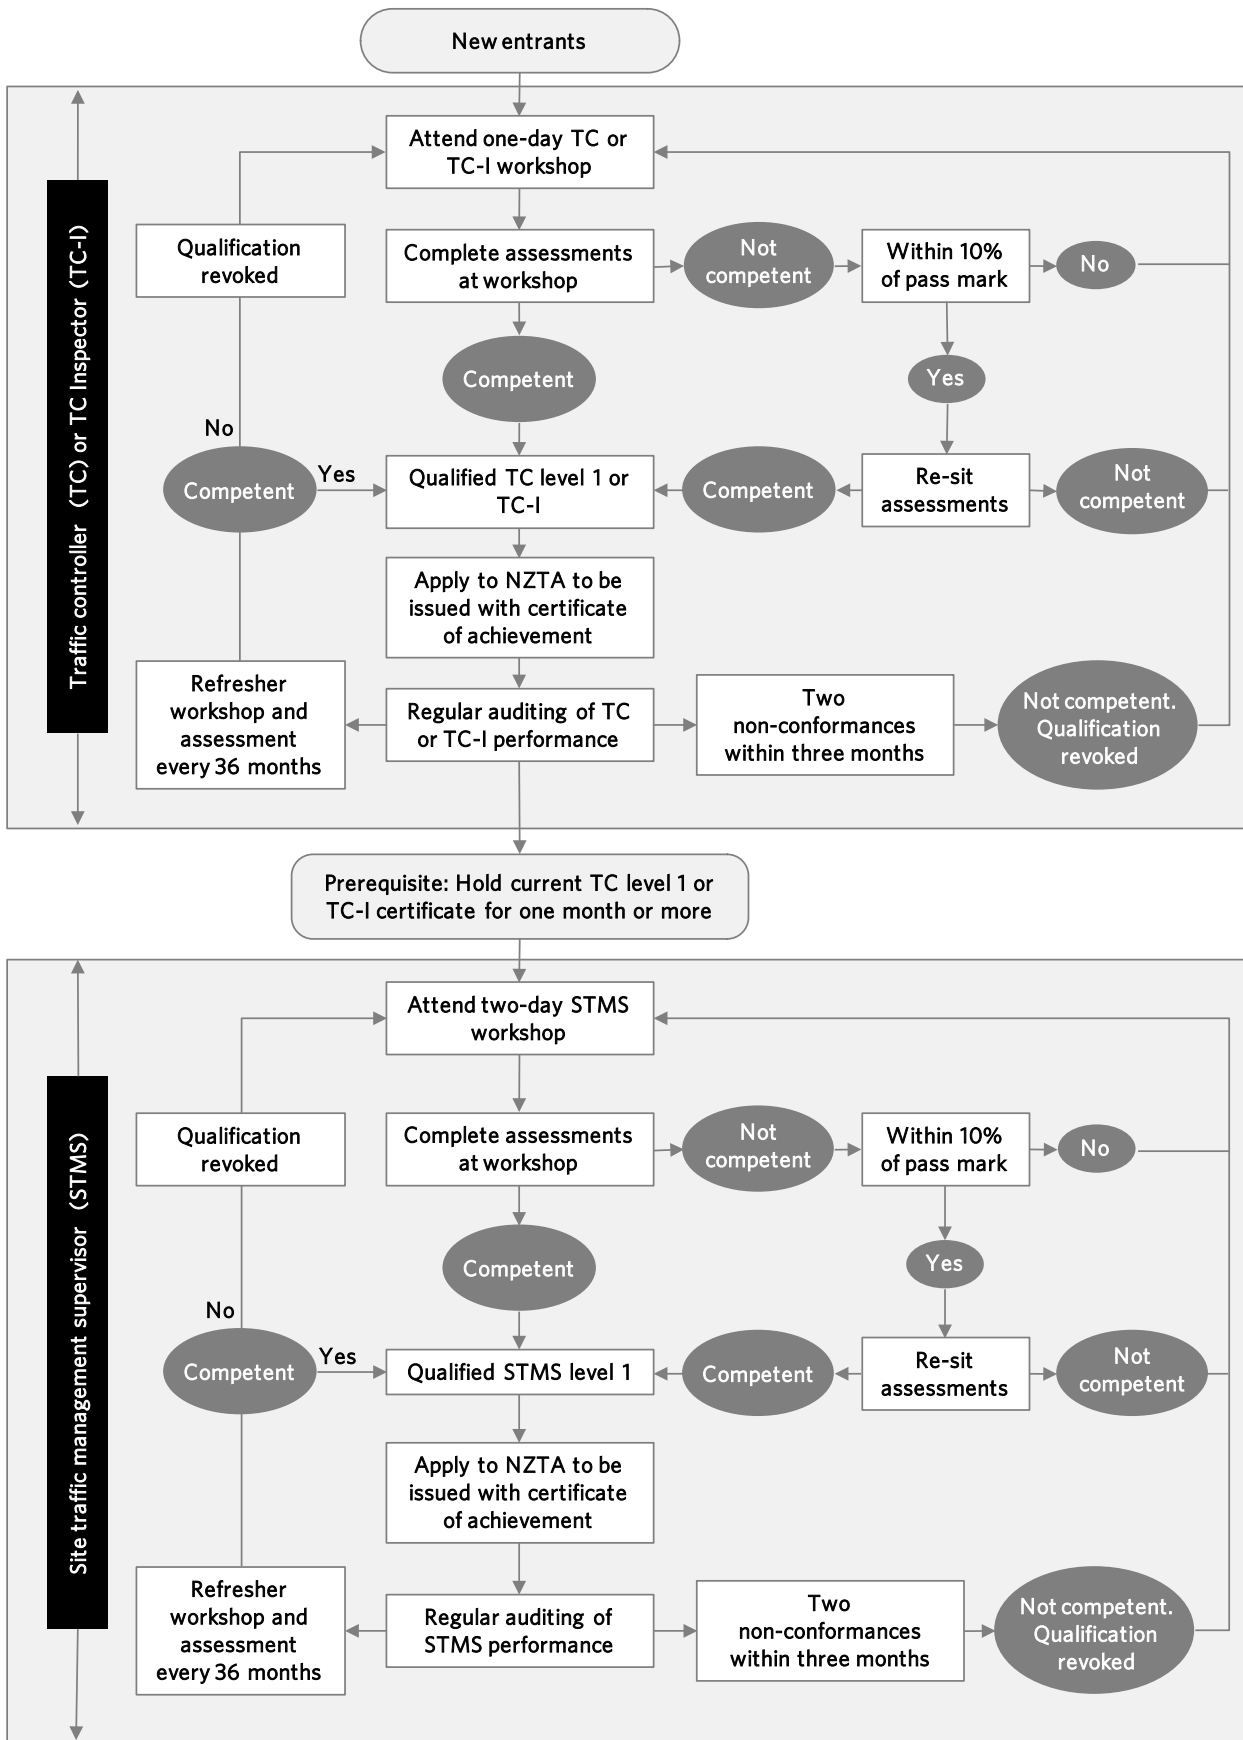 New entrants
Attend one-day TC or
TC-I workshop
Traffic controller (TC) or TC Inspector (TC-I)
Qualification
revoked
Complete assessments
at workshop
Not
competent
Within 10%
of pass mark
No
Competent
Yes
No
Competent
Yes
Qualified TC level 1 or
TC-I
Competent
Re-sit
assessments
Not
competent
Apply to NZTA to be
issued with certificate
of achievement
Refresher
workshop and
assessment
every 36 months
Regular auditing of TC
or TC-I performance
Two
non-conformances
within three months
Not competent.
Qualification
revoked
Prerequisite: Hold current TC level 1 or
TC-I certificate for one month or more
Attend two-day STMS
workshop
Site traffic management supervisor (STMS)
Qualification
revoked
Complete assessments
at workshop
Not
competent
Within 10%
of pass mark
No
Competent
Yes
No
Competent
Yes
Qualified STMS level 1
Competent
Re-sit
assessments
Not
competent
Apply to NZTA to be
issued with certificate
of achievement
Refresher
workshop and
assessment
every 36 months
Regular auditing of
STMS performance
Two
non-conformances
within three months
Not competent.
Qualification
revoked